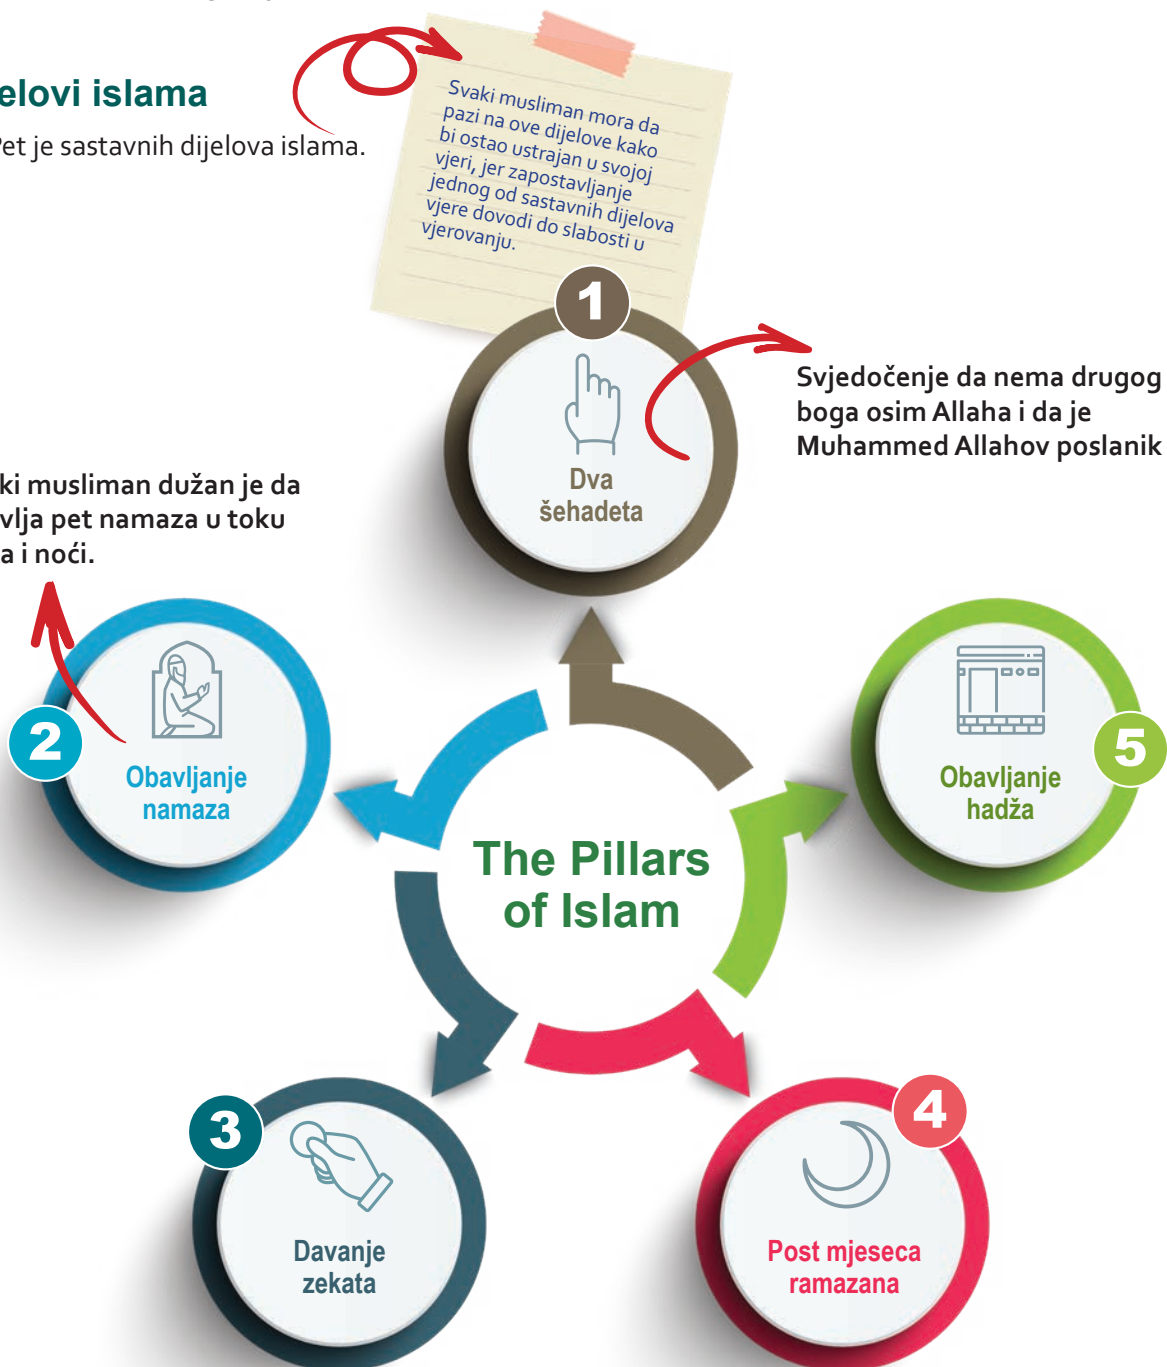 elovi islama
Pet je sastavnih dijelova islama.
Svaki musliman mora da
pazi na ove dijelove kako
bi ostao ustrajan u svojoj
vjeri, jer zapostavljanje
jednog od sastavnih dijelova
vjere dovodi do slabosti u
vjerovanju.
1
Dva
šehadeta
Svjedočenje da nema drugog
boga osim Allaha i da je
Muhammed Allahov poslanik
ki musliman dužan je da
vlja pet namaza u toku
a i noći.
2
Obavljanje
namaza
5
Obavljanje
hadža
The Pillars
of Islam
3
Davanje
zekata
4
Post mjeseca
ramazana